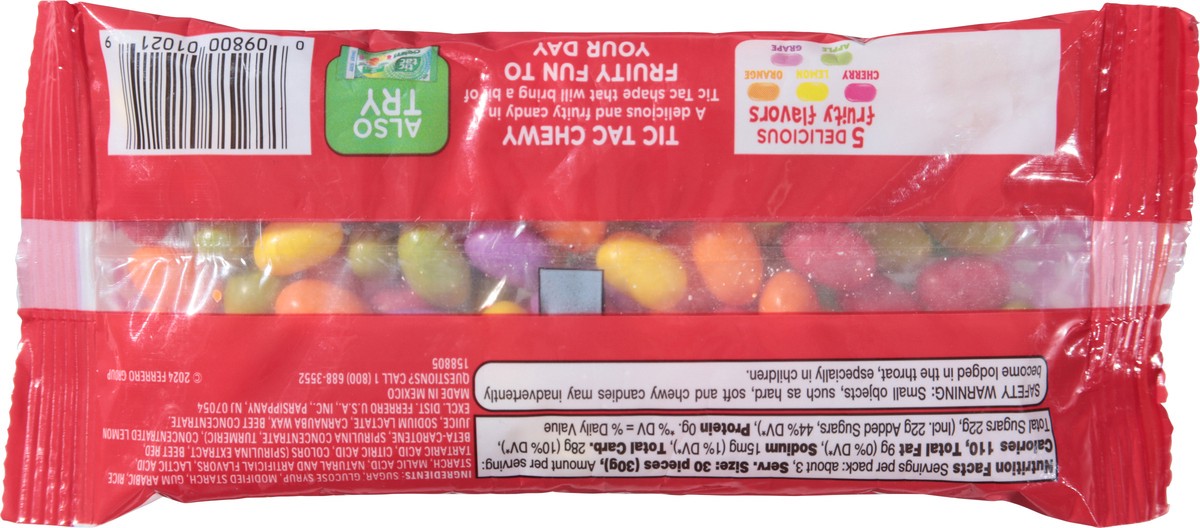 Nutrition Facts Servings per pack: about 3, Serv. Size: 30 pieces (30g), Amount per serving:
Calories 110, Total Fat 9g (0% DV*), Sodium 15mg (1% DV*), Total Carb. 28g (10% DV*)
Total Sugars 22g, (Incl. 22g Added Sugars, 44% DV*), Protein 0g. *% DV = % Daily Value
SAFETY WARNING: Small objects, such as, hard, soft and chewy candies may inadvertently
become lodged in the throat, especially in children.
INGREDIENTS: SUGAR, GLUCOSE SYRUP, MODIFIED STARCH, GUM ARABIC, RICE
STARCH, MALIC ACID, NATURAL AND ARTIFICIAL FLAVORS, LACTIC ACID,
TARTARIC ACID, CITRIC ACID, COLORS (SPIRULINA EXTRACT, BEET RED,
BETA-CAROTENE, SPIRULINA CONCENTRATE, TURMERIC), CONCENTRATED LEMON
JUICE, SODIUM LACTATE, CARNAUBA WAX, BEET CONCENTRATE.
EXCL. DIST. FERRERO U.S.A., INC., PARSIPPANY, NJ 07054
MADE IN MEXICO
QUESTIONS? CALL 1 (800) 688-3552
158805
© 2024 FERRERO GROUP
5 DELICIOUS
fruity flavors
CHERRY LEMON ORANGE
APPLE GRAPE
TIC TAC CHEWY
A delicious and fruity candy in a
Tic Tac shape that will bring a bit of
FRUITY FUN TO
YOUR DAY
ALSO
TRY
tic
tac
0 09800 01021 9